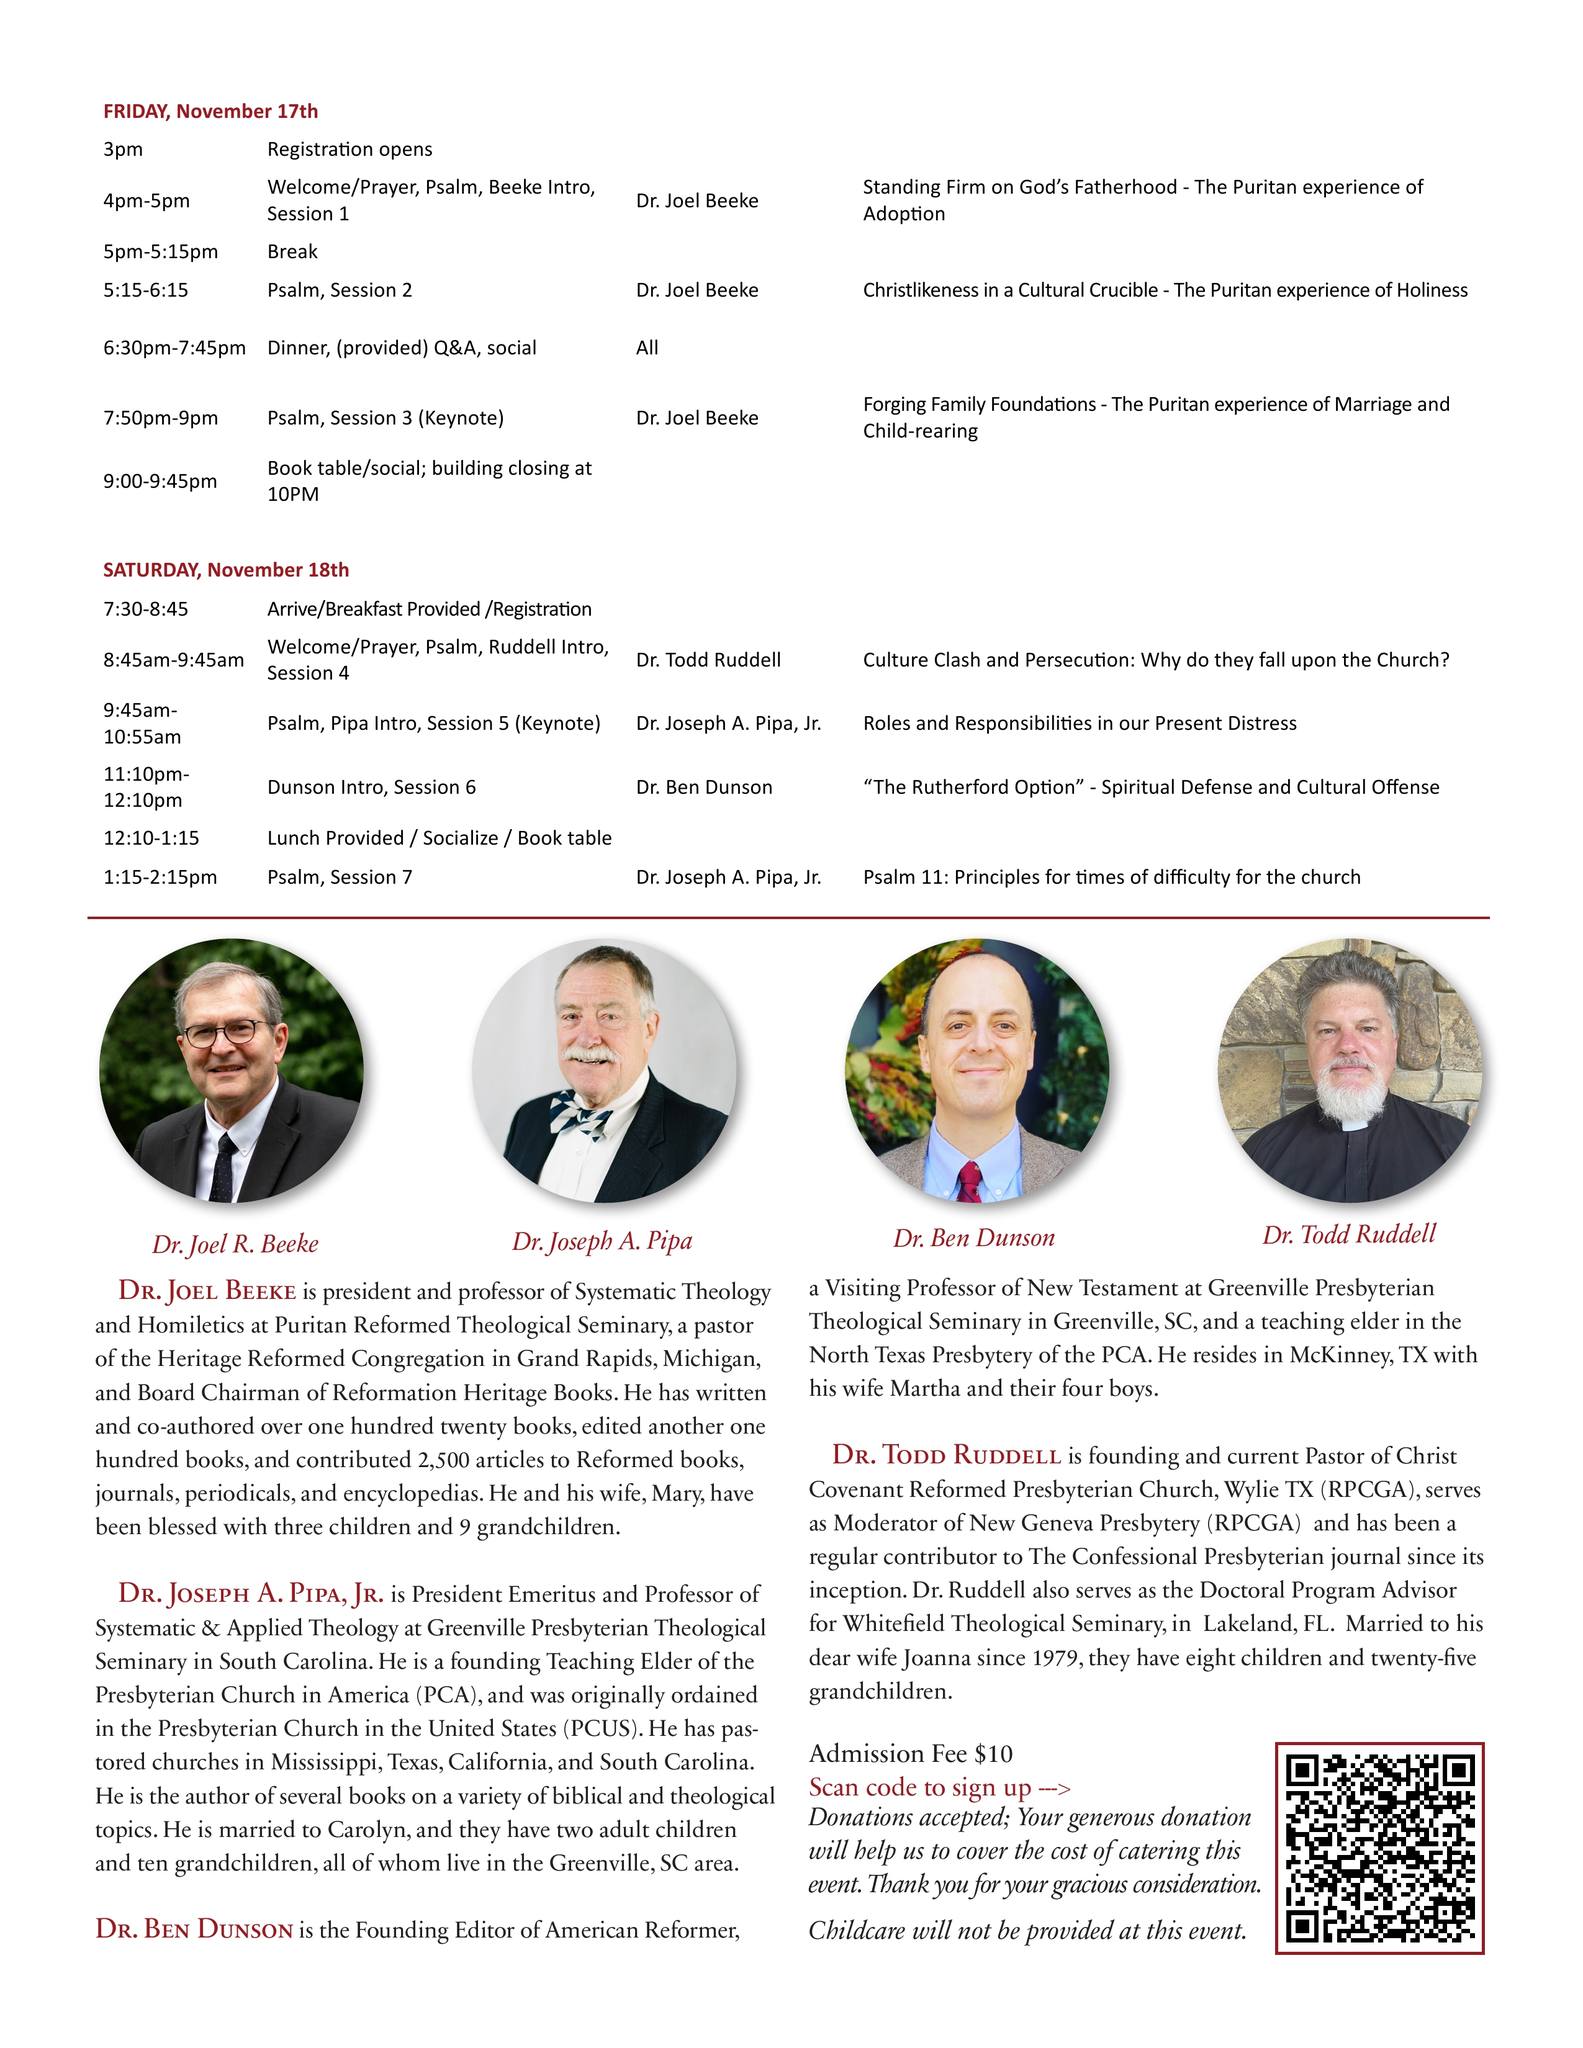 FRIDAY, November 17th
3pm Registration opens
4pm-5pm Welcome/Prayer, Psalm, Beeke Intro, Session 1 Dr. Joel Beeke Standing Firm on God’s Fatherhood - The Puritan experience of Adoption
5pm-5:15pm Break
5:15-6:15 Psalm, Session 2 Dr. Joel Beeke Christlikeness in a Cultural Crucible - The Puritan experience of Holiness
6:30pm-7:45pm Dinner, (provided) Q&A, social All
7:50pm-9pm Psalm, Session 3 (Keynote) Dr. Joel Beeke Forging Family Foundations - The Puritan experience of Marriage and Child-rearing
9:00-9:45pm Book table/social; building closing at 10PM
SATURDAY, November 18th
7:30-8:45 Arrive/Breakfast Provided /Registration
8:45am-9:45am Welcome/Prayer, Psalm, Ruddell Intro, Session 4 Dr. Todd Ruddell Culture Clash and Persecution: Why do they fall upon the Church?
9:45am-10:55am Psalm, Pipa Intro, Session 5 (Keynote) Dr. Joseph A. Pipa, Jr. Roles and Responsibilities in our Present Distress
11:10pm-12:10pm Dunson Intro, Session 6 Dr. Ben Dunson “The Rutherford Option” - Spiritual Defense and Cultural Offense
12:10-1:15 Lunch Provided / Socialize / Book table
1:15-2:15pm Psalm, Session 7 Dr. Joseph A. Pipa, Jr. Psalm 11: Principles for times of difficulty for the church
Dr. Joel R. Beeke
Dr. Joseph A. Pipa
Dr. Ben Dunson
Dr. Todd Ruddell
DR. JOEL BEEKE is president and professor of Systematic Theology
and Homiletics at Puritan Reformed Theological Seminary, a pastor
of the Heritage Reformed Congregation in Grand Rapids, Michigan,
and Board Chairman of Reformation Heritage Books. He has written
and co-authored over one hundred twenty books, edited another one
hundred books, and contributed 2,500 articles to Reformed books,
journals, periodicals, and encyclopedias. He and his wife, Mary, have
been blessed with three children and 9 grandchildren.
DR. JOSEPH A. PIPA, JR. is President Emeritus and Professor of
Systematic & Applied Theology at Greenville Presbyterian Theological
Seminary in South Carolina. He is a founding Teaching Elder of the
Presbyterian Church in America (PCA), and was originally ordained
in the Presbyterian Church in the United States (PCUS). He has pas-
tored churches in Mississippi, Texas, California, and South Carolina.
He is the author of several books on a variety of biblical and theological
topics. He is married to Carolyn, and they have two adult children
and ten grandchildren, all of whom live in the Greenville, SC area.
DR. BEN DUNSON is the Founding Editor of American Reformer,
a Visiting Professor of New Testament at Greenville Presbyterian
Theological Seminary in Greenville, SC, and a teaching elder in the
North Texas Presbytery of the PCA. He resides in McKinney, TX with
his wife Martha and their four boys.
DR. TODD RUDDELL is founding and current Pastor of Christ
Covenant Reformed Presbyterian Church, Wylie TX (RPCGA), serves
as Moderator of New Geneva Presbytery (RPCGA) and has been a
regular contributor to The Confessional Presbyterian journal since its
inception. Dr. Ruddell also serves as the Doctoral Program Advisor
for Whitefield Theological Seminary, in Lakeland, FL. Married to his
dear wife Joanna since 1979, they have eight children and twenty-five
grandchildren.
Admission Fee $10
Scan code to sign up --->
Donations accepted; Your generous donation
will help us to cover the cost of catering this
event. Thank you for your gracious consideration.
Childcare will not be provided at this event.